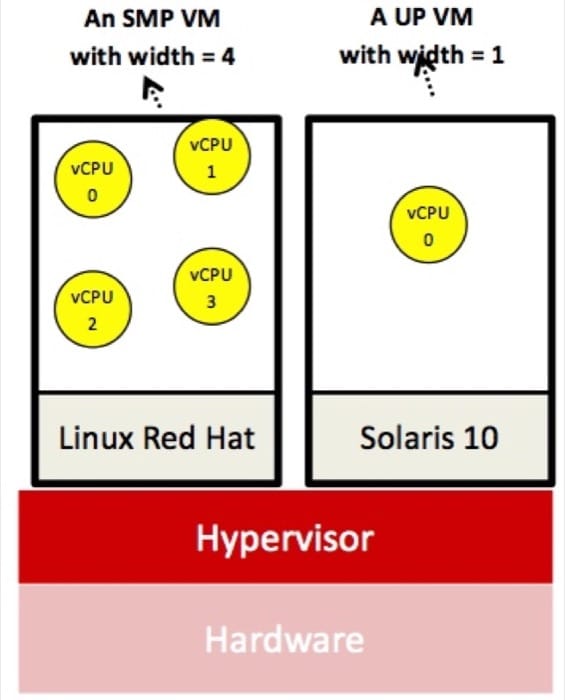 An SMP VM
with width = 4
A UP VM
with width = 1
vCPU
0
vCPU
1
vCPU
2
vCPU
3
vCPU
0
Linux Red Hat
Solaris 10
Hypervisor
Hardware